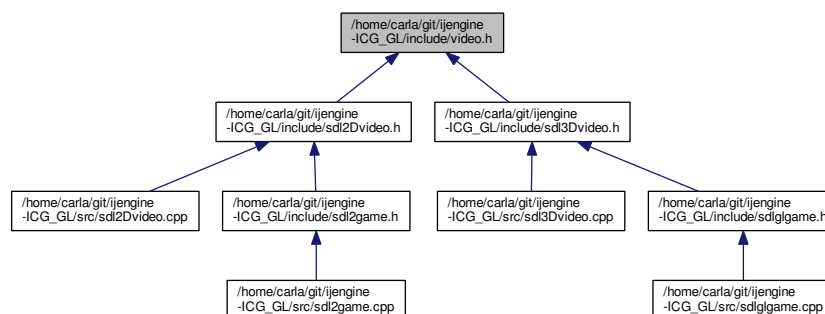 /home/carla/git/ijengine
-ICG_GL/include/video.h
/home/carla/git/ijengine
-ICG_GL/include/sdl2Dvideo.h
/home/carla/git/ijengine
-ICG_GL/include/sdl3Dvideo.h
/home/carla/git/ijengine
-ICG_GL/src/sdl2Dvideo.cpp
/home/carla/git/ijengine
-ICG_GL/include/sdl2game.h
/home/carla/git/ijengine
-ICG_GL/src/sdl3Dvideo.cpp
/home/carla/git/ijengine
-ICG_GL/include/sdlglgame.h
/home/carla/git/ijengine
-ICG_GL/src/sdl2game.cpp
/home/carla/git/ijengine
-ICG_GL/src/sdlglgame.cpp